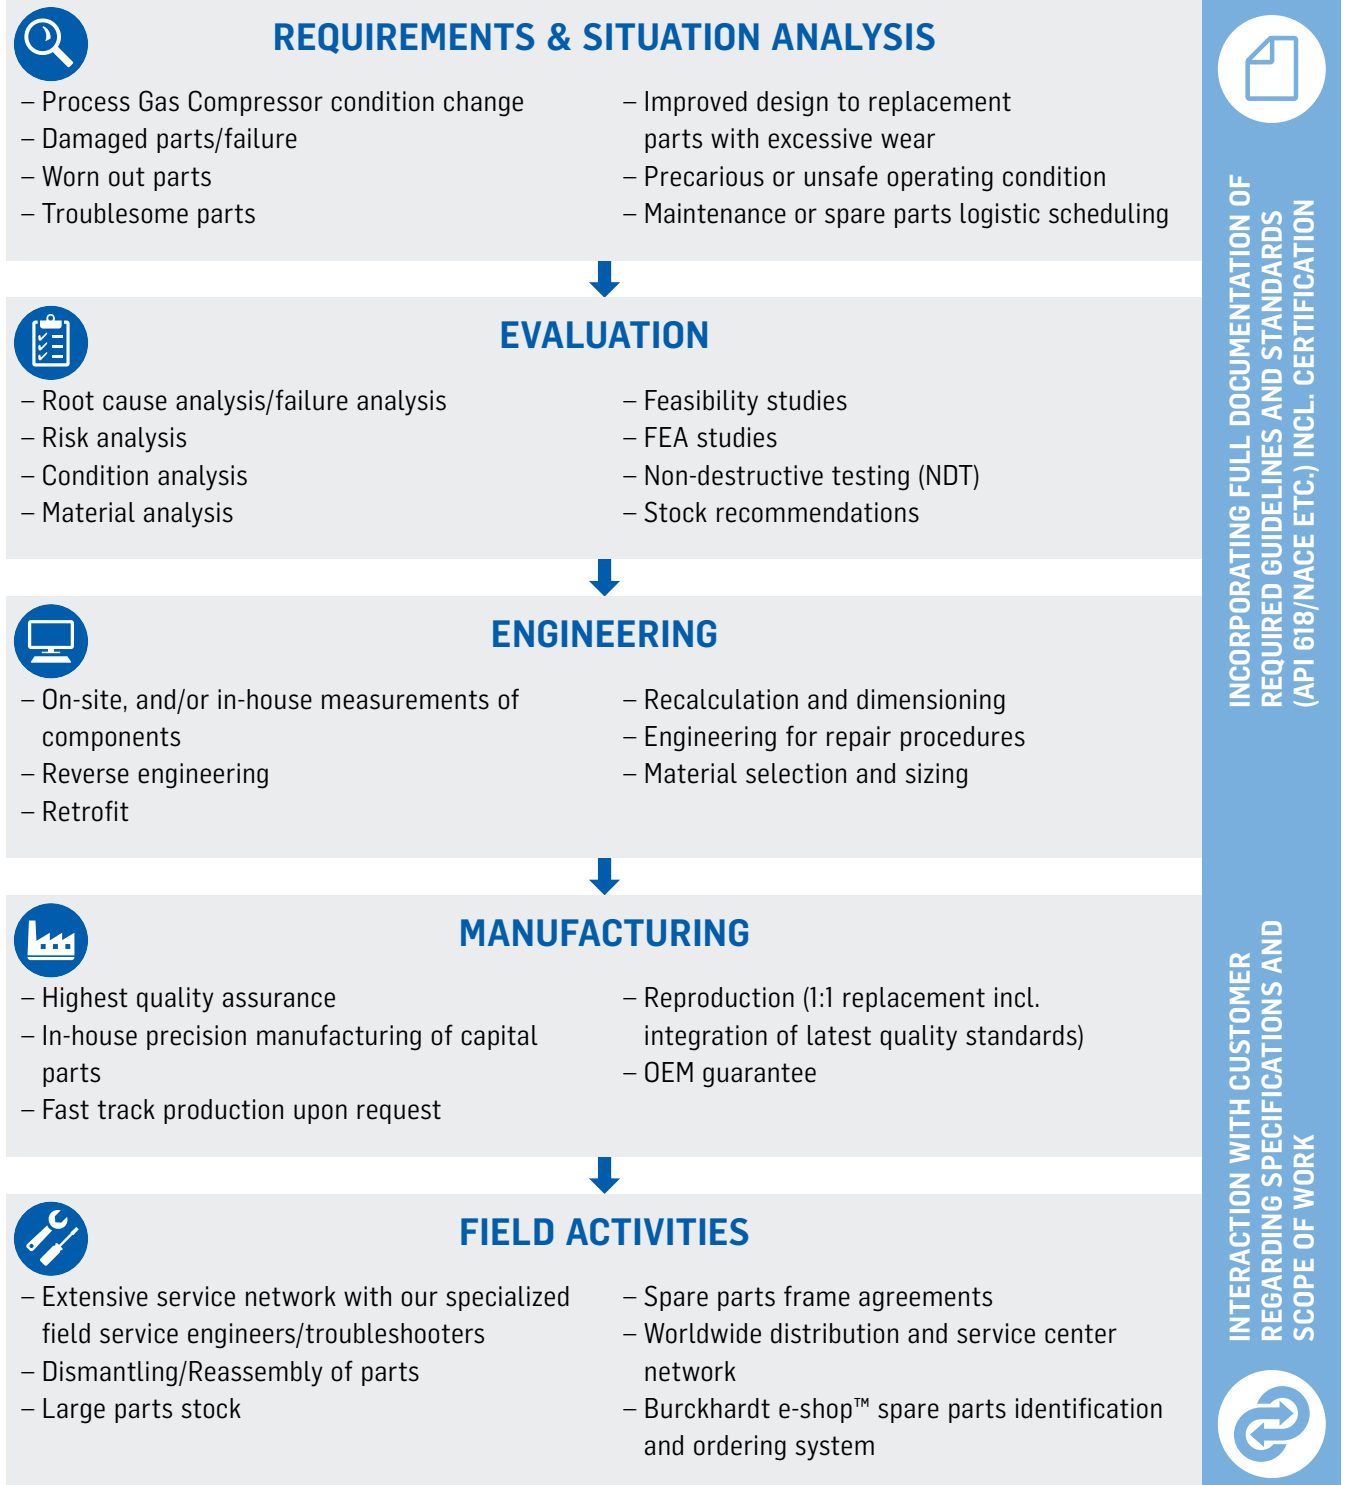 REQUIREMENTS & SITUATION ANALYSIS
– Process Gas Compressor condition change
– Damaged parts/failure
– Worn out parts
– Troublesome parts
– Improved design to replacement
parts with excessive wear
– Precarious or unsafe operating condition
– Maintenance or spare parts logistic scheduling
EVALUATION
– Root cause analysis/failure analysis
– Risk analysis
– Condition analysis
– Material analysis
– Feasibility studies
– FEA studies
– Non-destructive testing (NDT)
– Stock recommendations
ENGINEERING
– On-site, and/or in-house measurements of
components
– Reverse engineering
– Retrofit
– Recalculation and dimensioning
– Engineering for repair procedures
– Material selection and sizing
MANUFACTURING
– Highest quality assurance
– In-house precision manufacturing of capital
parts
– Fast track production upon request
– Reproduction (1:1 replacement incl.
integration of latest quality standards)
– OEM guarantee
FIELD ACTIVITIES
– Extensive service network with our specialized
field service engineers/troubleshooters
– Dismantling/Reassembly of parts
– Large parts stock
– Spare parts frame agreements
– Worldwide distribution and service center
network
– Burckhardt e-shop™ spare parts identification
and ordering system
INCORPORATING FULL DOCUMENTATION OF
REQUIRED GUIDELINES AND STANDARDS
(API 618/NACE ETC.) INCL. CERTIFICATION
INTERACTION WITH CUSTOMER
REGARDING SPECIFICATIONS AND
SCOPE OF WORK